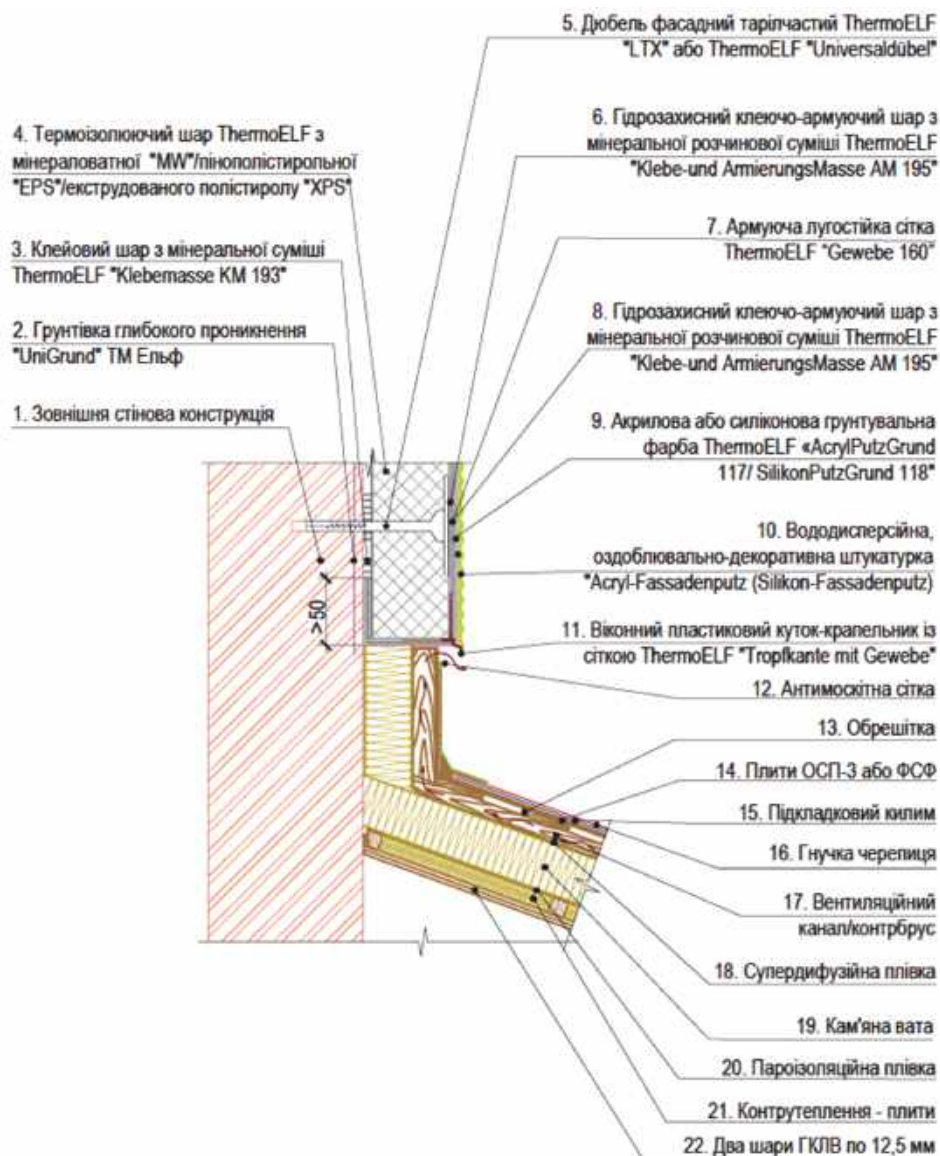 5. Дюбель фасадний тарілчастий ThermoELF
"LTX" або ThermoELF "Universaldübel"
4. Термоізолюючий шар ThermoELF з
мінераловатної "MW"/пінополістирольної
"EPS"/екструдованого полістиролу "XPS"
3. Клейовий шар з мінеральної суміші
ThermoELF "Klebemasse KM 193"
2. Грунтівка глибокого проникнення
"UniGrund" ТМ Ельф
1. Зовнішня стінова конструкція
6. Гідрозахисний клеючо-армуючий шар з
мінеральної розчинової суміші ThermoELF
"Klebe-und ArmierungsMasse AM 195"
7. Армуюча лугостійка сітка
ThermoELF "Gewebe 160"
8. Гідрозахисний клеючо-армуючий шар з
мінеральної розчинової суміші ThermoELF
"Klebe-und ArmierungsMasse AM 195"
9. Акрилова або силіконова грунтувальна
фарба ThermoELF «AcrylPutzGrund
117/ SilikonPutzGrund 118"
10. Вододисперсійна,
оздоблювально-декоративна штукатурка
"Acryl-Fassadenputz (Silikon-Fassadenputz)
>50
11. Віконний пластиковий куток-крапельник із
сіткою ThermoELF "Tropfkante mit Gewebe"
12. Антимоскітна сітка
13. Обрешітка
14. Плити ОСП-3 або ФСФ
15. Підкладковий килим
16. Гнучка черепиця
17. Вентиляційний
канал/контрбрус
18. Супердифузійна плівка
19. Кам'яна вата
20. Пароізоляційна плівка
21. Контрутеплення - плити
22. Два шари ГКЛВ по 12,5 мм